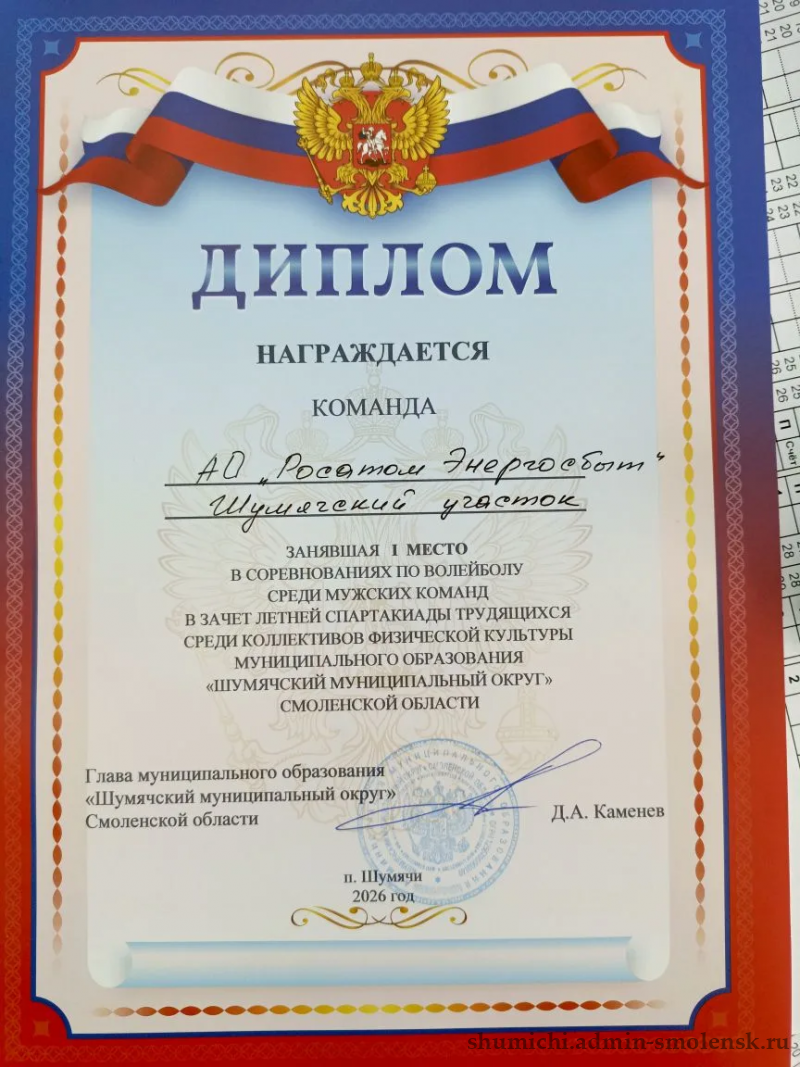 ДИПЛОМ
НАГРАЖДАЕТСЯ
КОМАНДА
АО „Росатом Энергосбыт"
Шумячский участок
ЗАНЯВШАЯ I МЕСТО
В СОРЕВНОВАНИЯХ ПО ВОЛЕЙБОЛУ
СРЕДИ МУЖСКИХ КОМАНД
В ЗАЧЕТ ЛЕТНЕЙ СПАРТАКИАДЫ ТРУДЯЩИХСЯ
СРЕДИ КОЛЛЕКТИВОВ ФИЗИЧЕСКОЙ КУЛЬТУРЫ
МУНИЦИПАЛЬНОГО ОБРАЗОВАНИЯ
«ШУМЯЧСКИЙ МУНИЦИПАЛЬНЫЙ ОКРУГ»
СМОЛЕНСКОЙ ОБЛАСТИ
Глава муниципального образования
«Шумячский муниципальный округ»
Смоленской области
Д.А. Каменев
п. Шумячи
2026 год
shumichi.admin-smolensk.ru